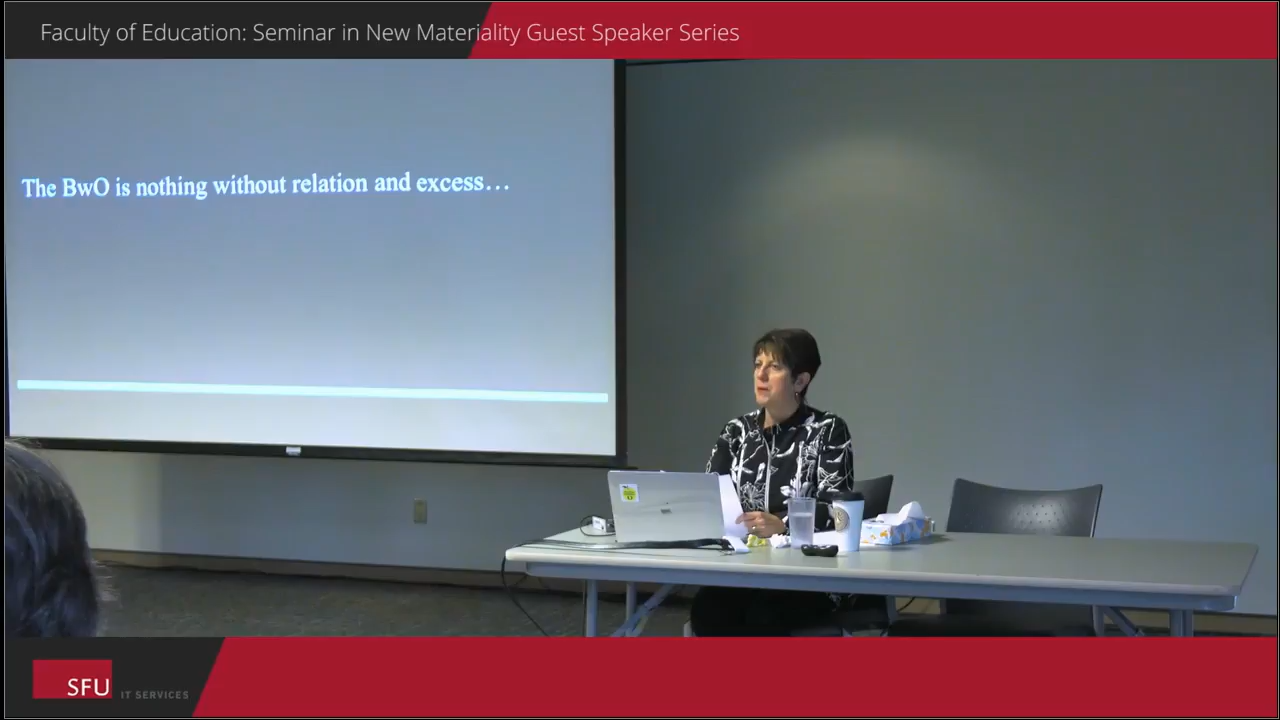 Faculty of Education: Seminar in New Materiality Guest Speaker Series
The BwO is nothing without relation and excess…
SFU IT SERVICES